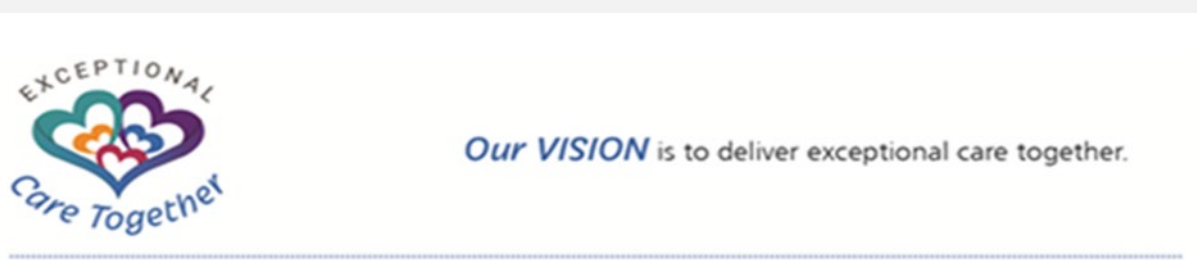 EXCEPTIONAL
Care Together
Our VISION is to deliver exceptional care together.